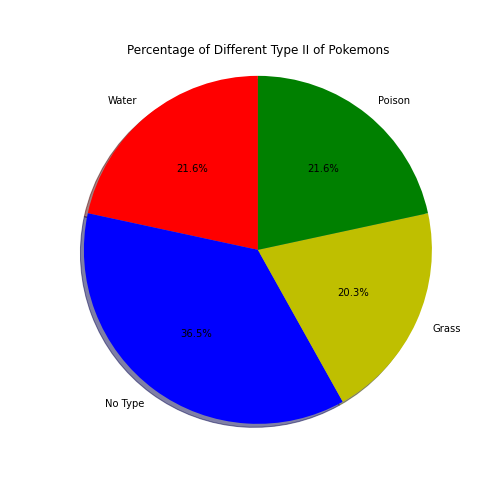 Percentage of Different Type II of Pokemons
Water
Poison
21.6%
21.6%
20.3%
Grass
36.5%
No Type